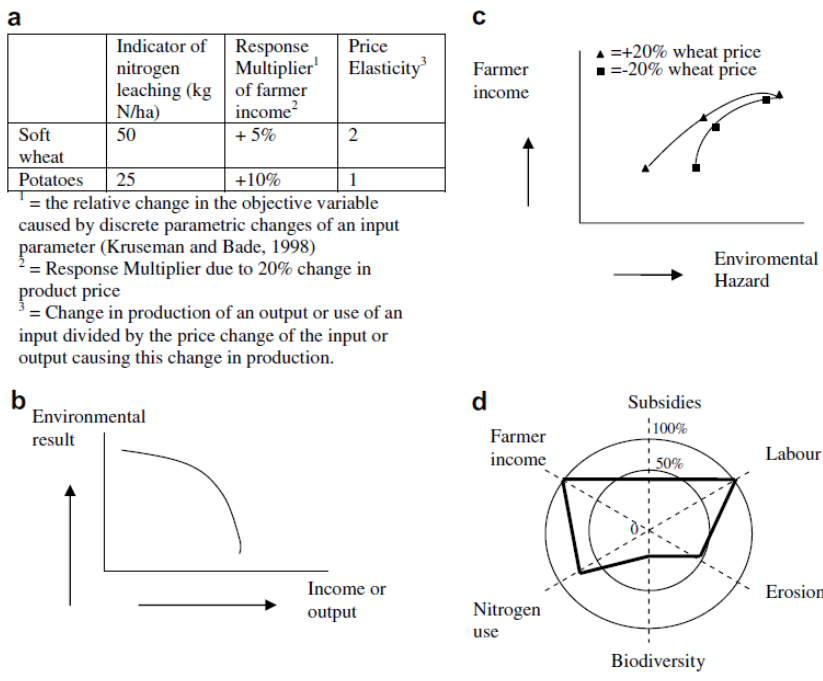 a
Indicator of
nitrogen
leaching (kg
N/ha)
Response
Multiplier1
of farmer
income2
Price
Elasticity3
Soft
wheat
50
+ 5%
2
Potatoes
25
+10%
1
1 = the relative change in the objective variable
caused by discrete parametric changes of an input
parameter (Kruseman and Bade, 1998)
2 = Response Multiplier due to 20% change in
product price
3 = Change in production of an output or use of an
input divided by the price change of the input or
output causing this change in production.
b
Environmental
result
Income or
output
c
▲ =+20% wheat price
■ =-20% wheat price
Farmer
income
Enviromental
Hazard
d
Subsidies
100%
50%
0
Farmer
income
Labour
Nitrogen
use
Erosion
Biodiversity